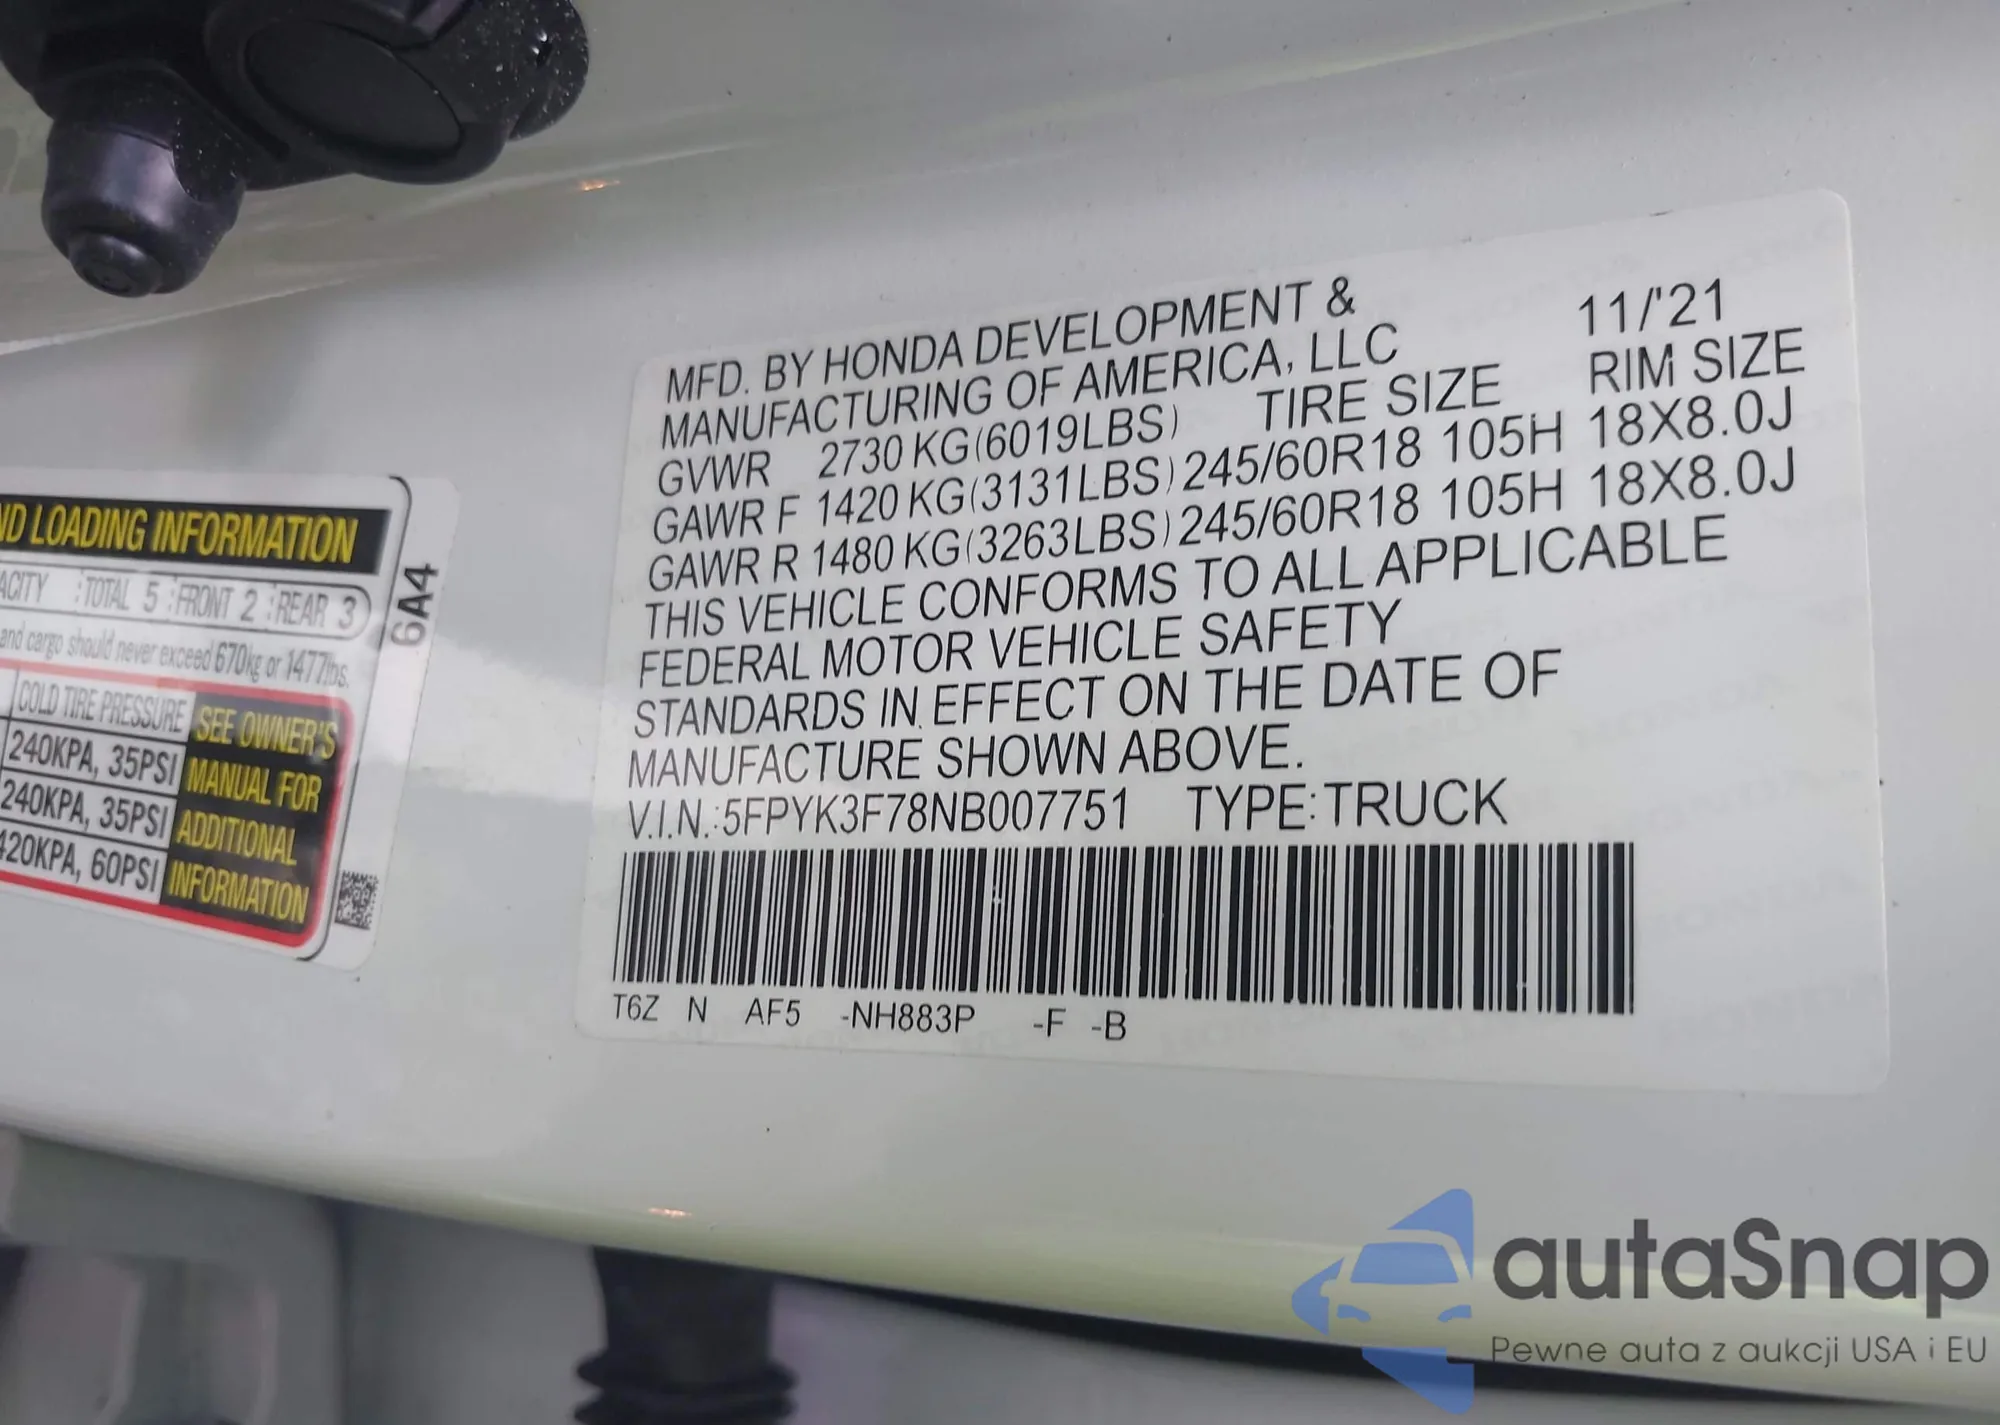 MFD. BY HONDA DEVELOPMENT & 11/'21
MANUFACTURING OF AMERICA, LLC RIM SIZE
GVWR 2730 KG(6019LBS) TIRE SIZE
GAWR F 1420 KG(3131LBS) 245/60R18 105H 18X8.0J
GAWR R 1480 KG(3263LBS) 245/60R18 105H 18X8.0J
THIS VEHICLE CONFORMS TO ALL APPLICABLE
FEDERAL MOTOR VEHICLE SAFETY
STANDARDS IN EFFECT ON THE DATE OF
MANUFACTURE SHOWN ABOVE.
V.I.N.:5FPYK3F78NB007751 TYPE:TRUCK
T6Z N AF5 -NH883P -F -B
ND LOADING INFORMATION
ACITY TOTAL 5 FRONT 2 REAR 3
and cargo should never exceed 670kg or 1477lbs.
COLD TIRE PRESSURE
240KPA, 35PSI
240KPA, 35PSI
420KPA, 60PSI
SEE OWNER'S
MANUAL FOR
ADDITIONAL
INFORMATION
6A4
autaSnap
Pewne auta z aukcji USA i EU